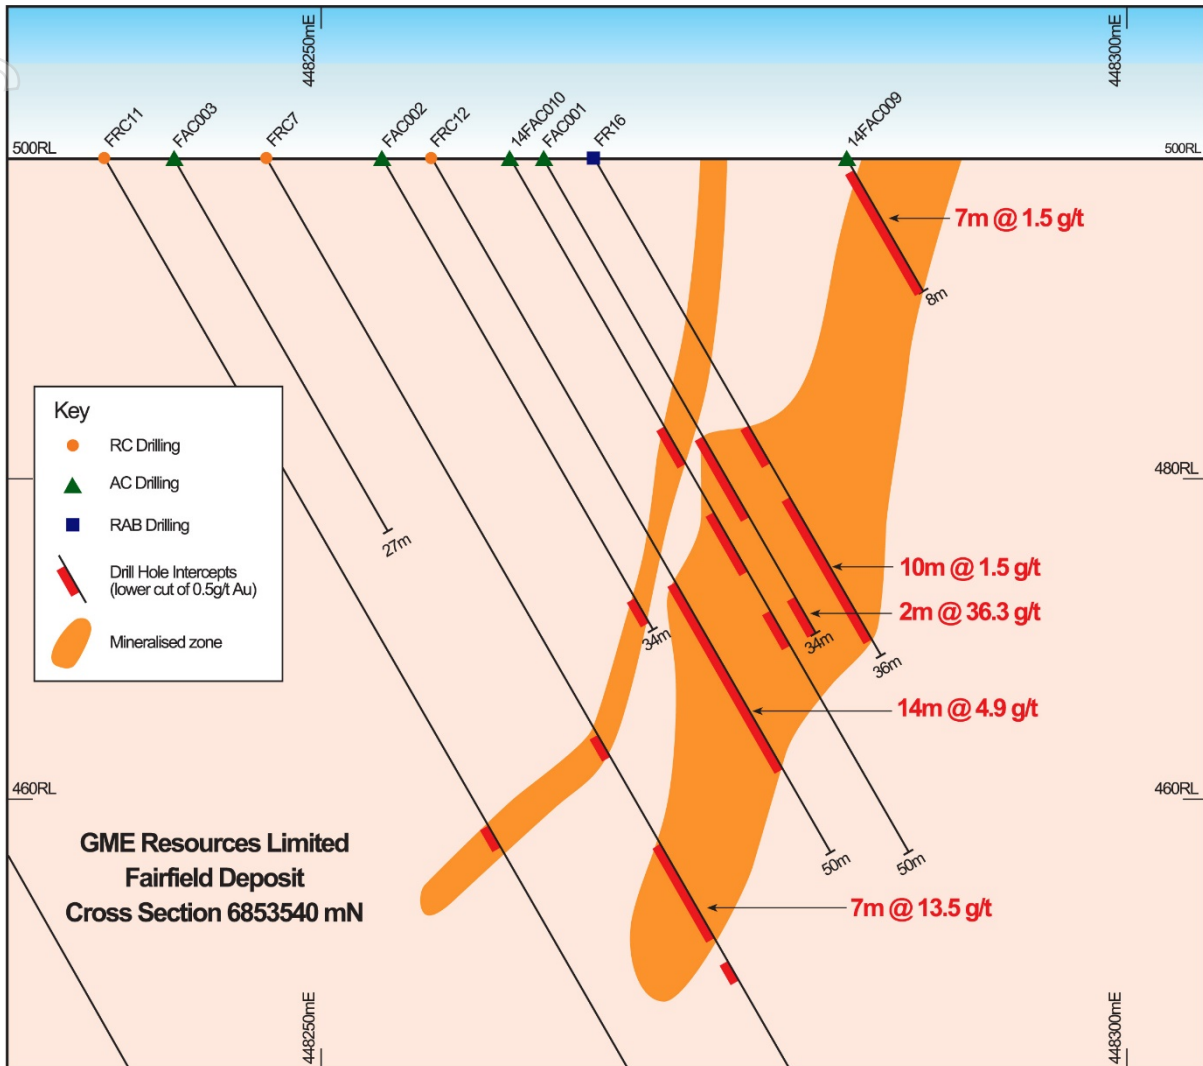 448250mE
448300mE
FRC11
FAC003
FRC7
FAC002
FRC12
14FAC010
FAC001
FR16
14FAC009
500RL
500RL
7m @ 1.5 g/t
8m
Key
RC Drilling
AC Drilling
RAB Drilling
Drill Hole Intercepts
(lower cut of 0.5g/t Au)
Mineralised zone
480RL
27m
10m @ 1.5 g/t
2m @ 36.3 g/t
34m
34m
36m
14m @ 4.9 g/t
460RL
460RL
GME Resources Limited
Fairfield Deposit
Cross Section 6853540 mN
50m
50m
7m @ 13.5 g/t
448250mE
448300mE